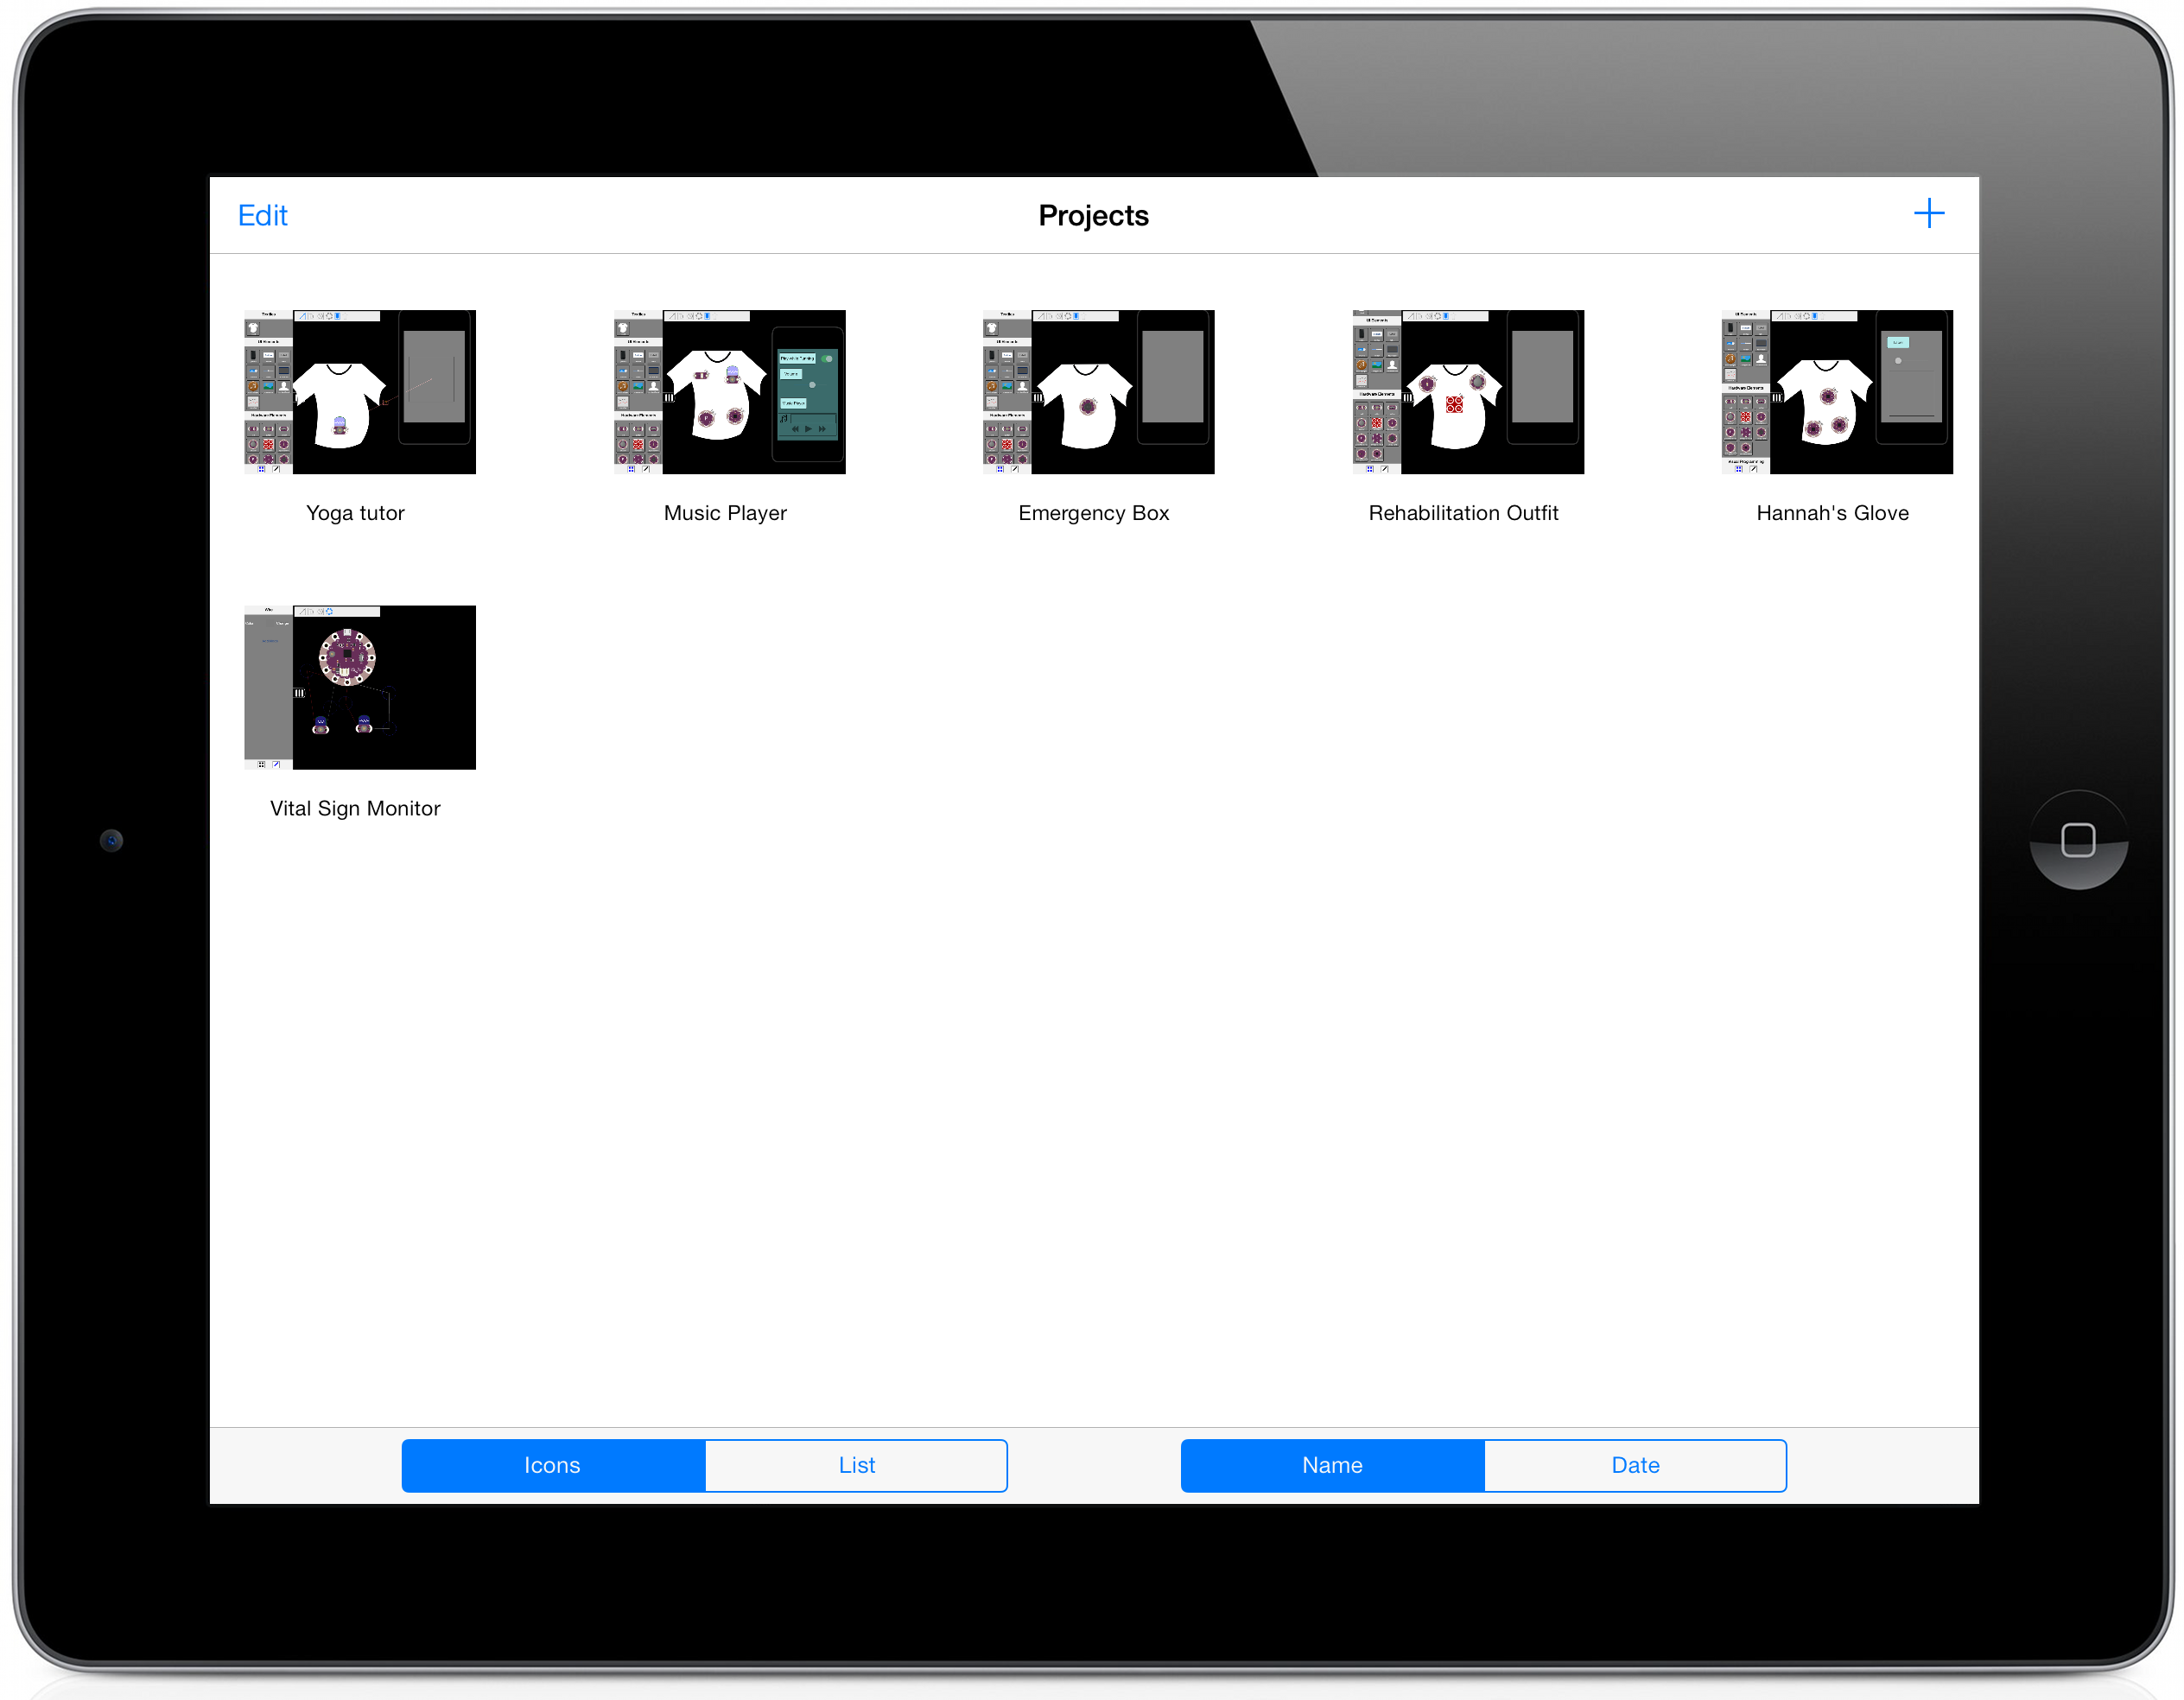 Edit
Projects
Yoga tutor
Music Player
Emergency Box
Rehabilitation Outfit
Hannah's Glove
Vital Sign Monitor
Icons
List
Name
Date